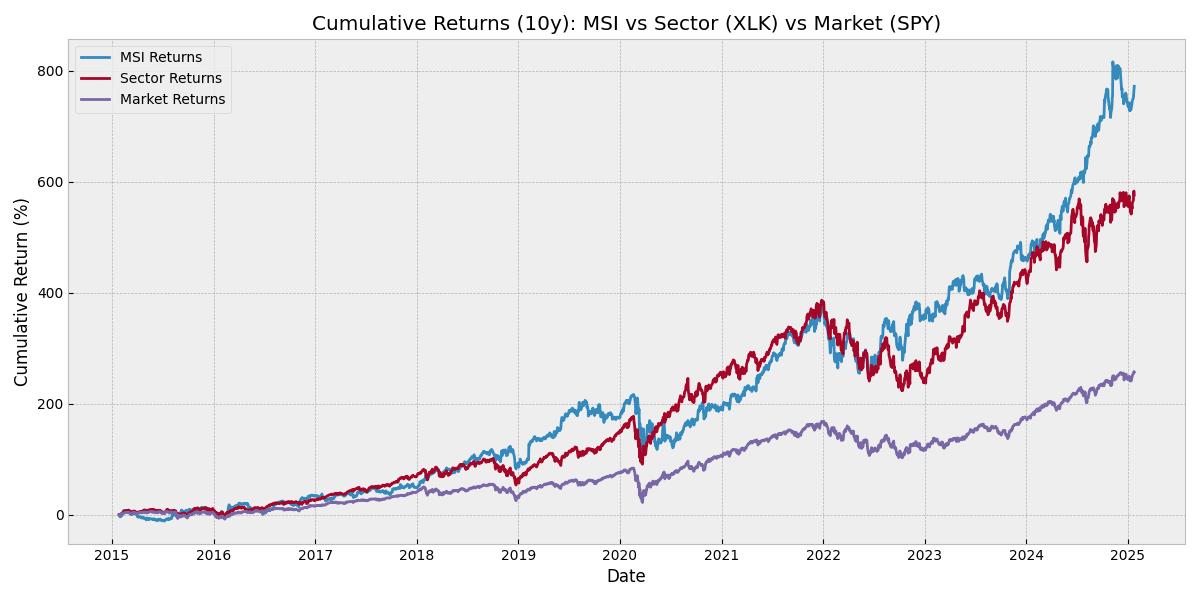 Cumulative Returns (10y): MSI vs Sector (XLK) vs Market (SPY)
MSI Returns
Sector Returns
Market Returns
Cumulative Return (%)
800
600
400
200
0
2015 2016 2017 2018 2019 2020 2021 2022 2023 2024 2025
Date